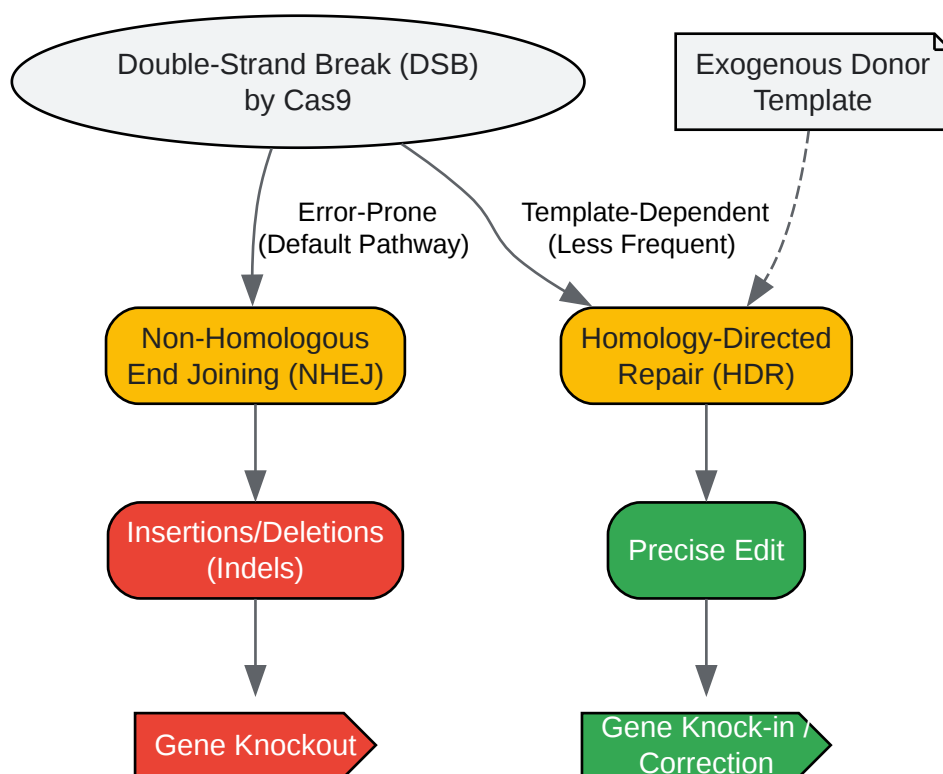 Double-Strand Break (DSB)
by Cas9
Exogenous Donor
Template
Error-Prone
(Default Pathway)
Template-Dependent
(Less Frequent)
Non-Homologous
End Joining (NHEJ)
Homology-Directed
Repair (HDR)
Insertions/Deletions
(Indels)
Precise Edit
Gene Knockout
Gene Knock-in /
Correction